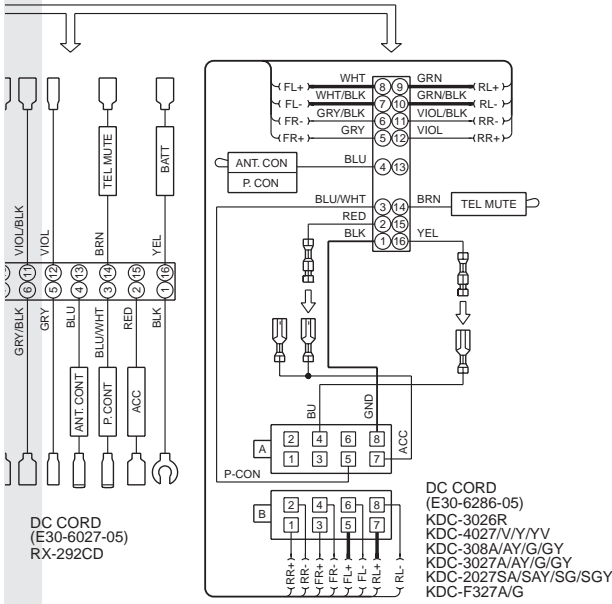 VIOL/BLK
VIOL
TEL MUTE
BRN
BATT
YEL
11 12 13 14 15 16
6 5 4 3 2 1
GRY/BLK
GRY
BLU
BLU/WHT
RED
BLK
ANT. CONT
P. CONT
ACC
DC CORD
(E30-6027-05)
RX-292CD
FL+ WHT 8 9 GRN RL+
FL- WHT/BLK 7 10 GRN/BLK RL-
FR- GRY/BLK 6 11 VIOL/BLK RR-
FR+ GRY 5 12 VIOL RR+
ANT. CON BLU 4 13
P. CON
BLU/WHT 3 14 BRN TEL MUTE
RED 2 15
BLK 1 16 YEL
BU
GND
ACC
A
2 4 6 8
1 3 5 7
P-CON
B
2 4 6 8
1 3 5 7
RR+
RR-
FR+
FR-
FL+
FL-
RL+
RL-
DC CORD
(E30-6286-05)
KDC-3026R
KDC-4027/V/Y/YV
KDC-308A/AY/G/GY
KDC-3027A/AY/G/GY
KDC-2027SA/SAY/SG/SGY
KDC-F327A/G